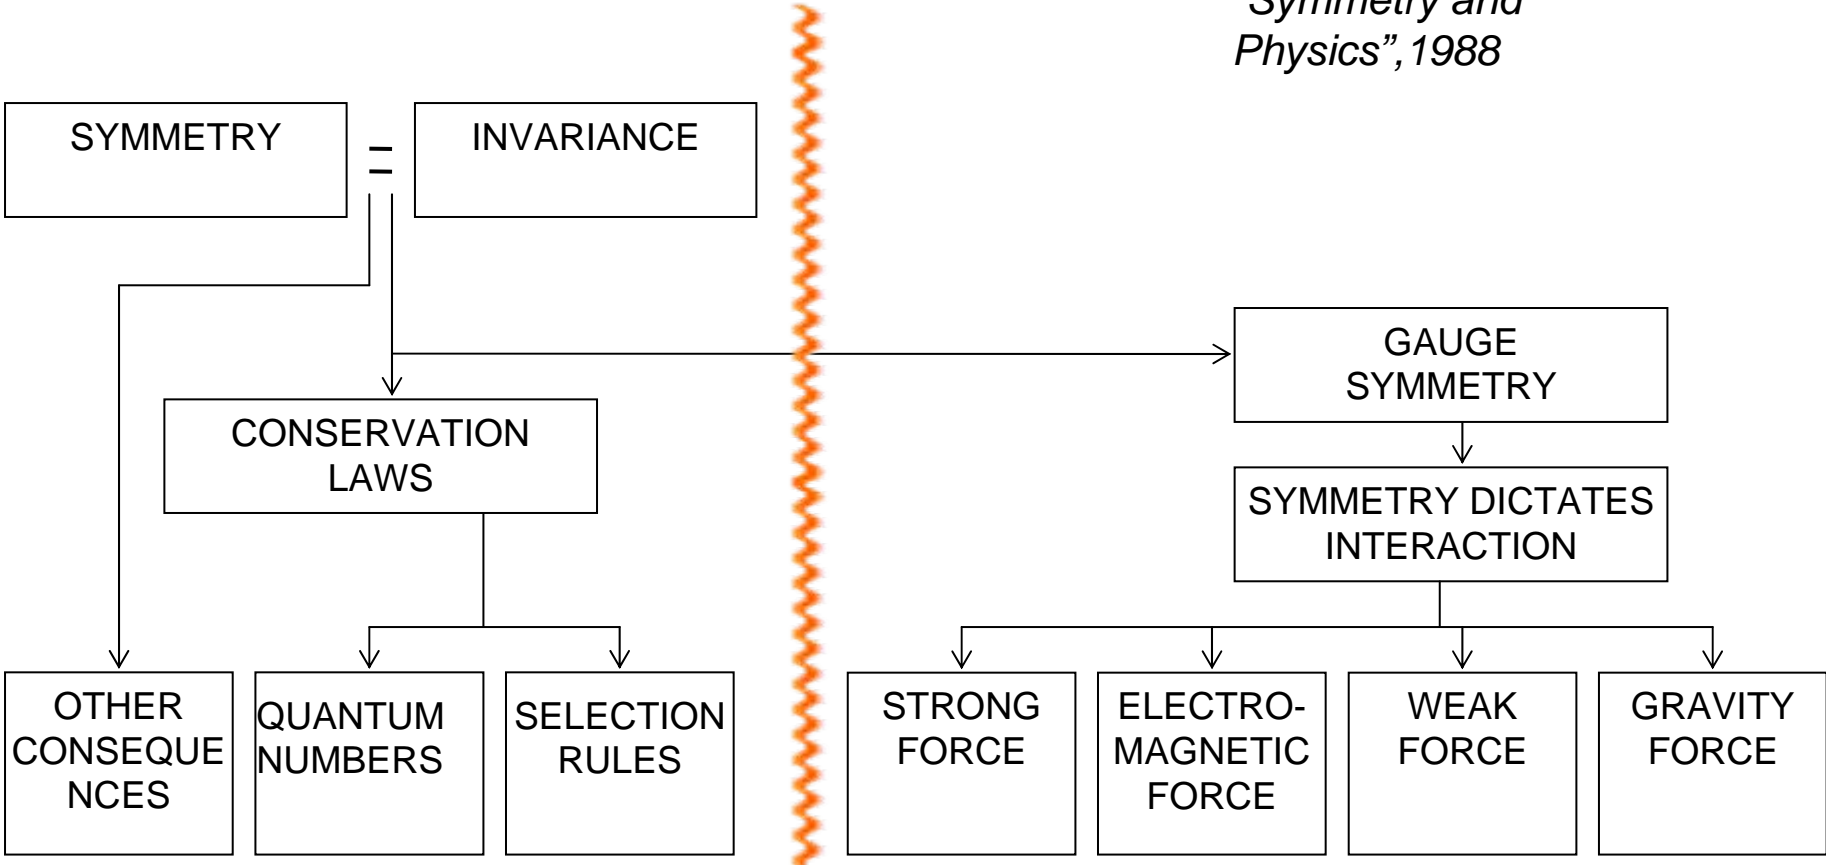 "Symmetry and
Physics”,1988
SYMMETRY
=
INVARIANCE
GAUGE
SYMMETRY
CONSERVATION
LAWS
SYMMETRY DICTATES
INTERACTION
OTHER
CONSEQUE
NCES
QUANTUM
NUMBERS
SELECTION
RULES
STRONG
FORCE
ELECTRO-
MAGNETIC
FORCE
WEAK
FORCE
GRAVITY
FORCE